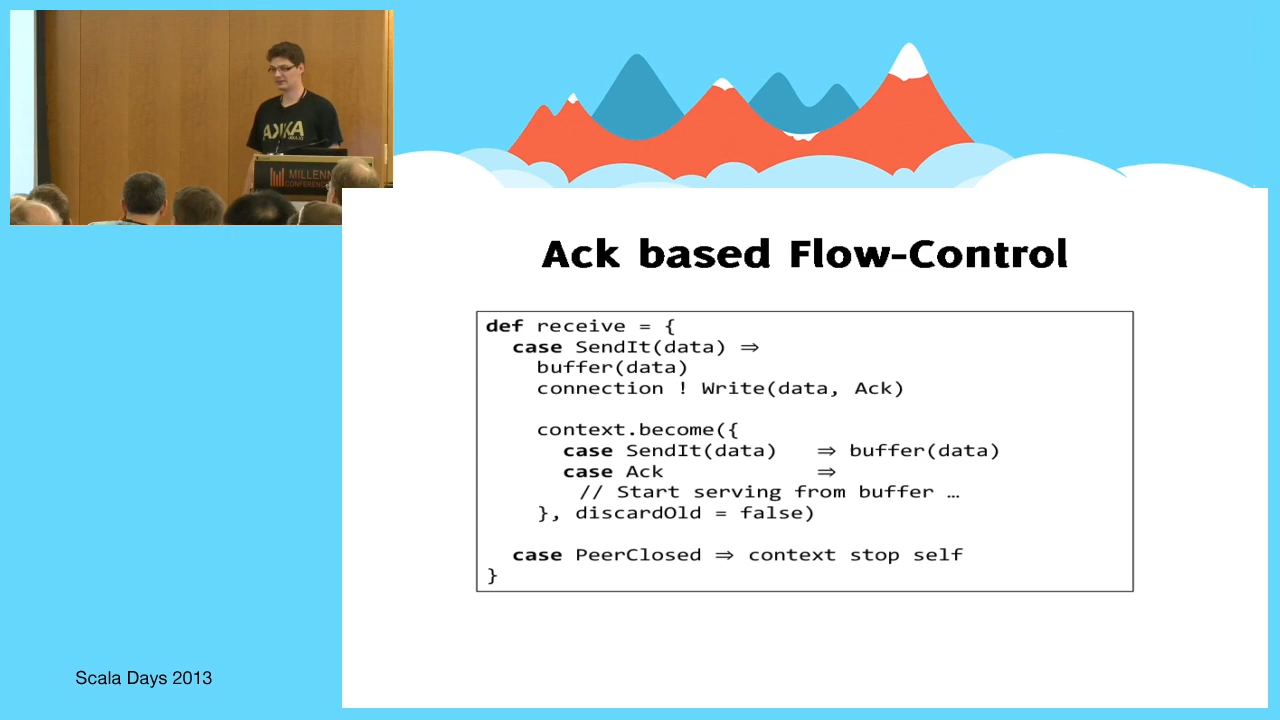 AKKA
MILLENN
CONFERENC
Ack based Flow-Control
def receive = {
case SendIt(data) ⇒
buffer(data)
connection ! Write(data, Ack)
context.become({
case SendIt(data) ⇒ buffer(data)
case Ack ⇒
// Start serving from buffer …
}, discardOld = false)
case PeerClosed ⇒ context stop self
}
Scala Days 2013